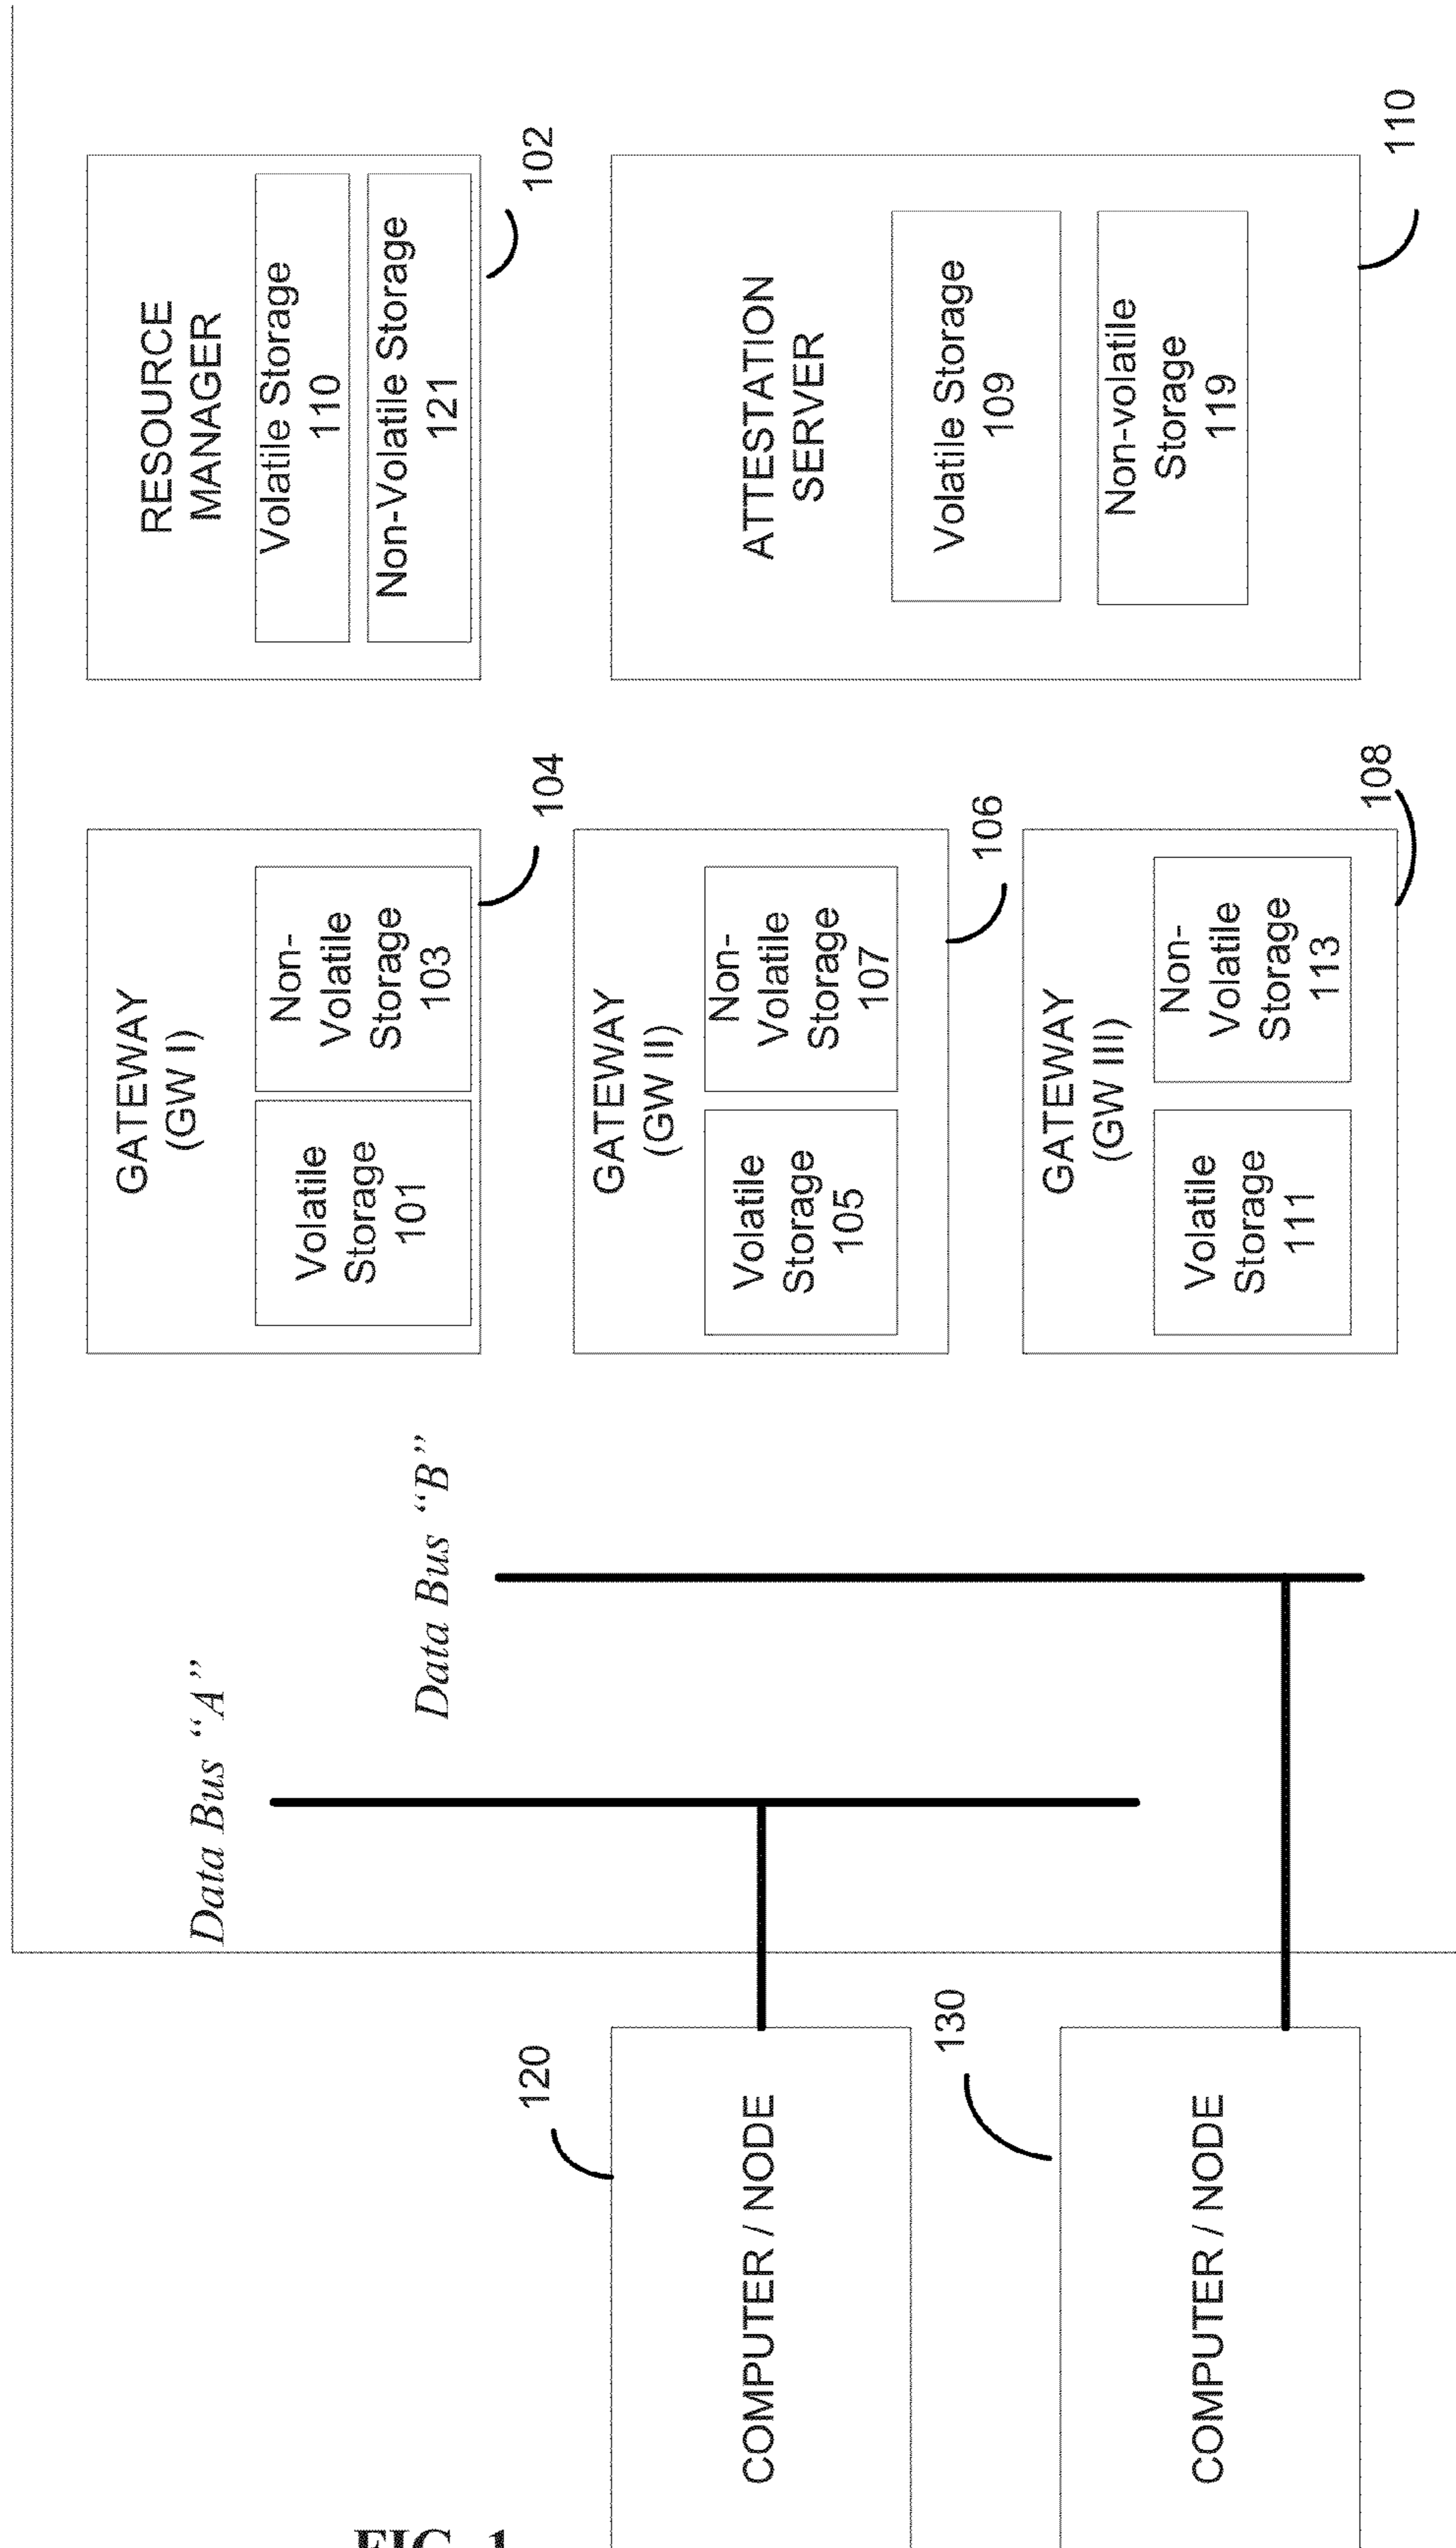 Data Bus “A”
Data Bus “B”
COMPUTER / NODE
120
COMPUTER / NODE
130
GATEWAY
(GW I)
Volatile
Storage
101
Non-
Volatile
Storage
103
104
GATEWAY
(GW II)
Volatile
Storage
105
Non-
Volatile
Storage
107
106
GATEWAY
(GW III)
Volatile
Storage
111
Non-
Volatile
Storage
113
108
RESOURCE
MANAGER
Volatile Storage
110
Non-Volatile Storage
121
102
ATTESTATION
SERVER
Volatile Storage
109
Non-volatile
Storage
119
110
FIG. 1